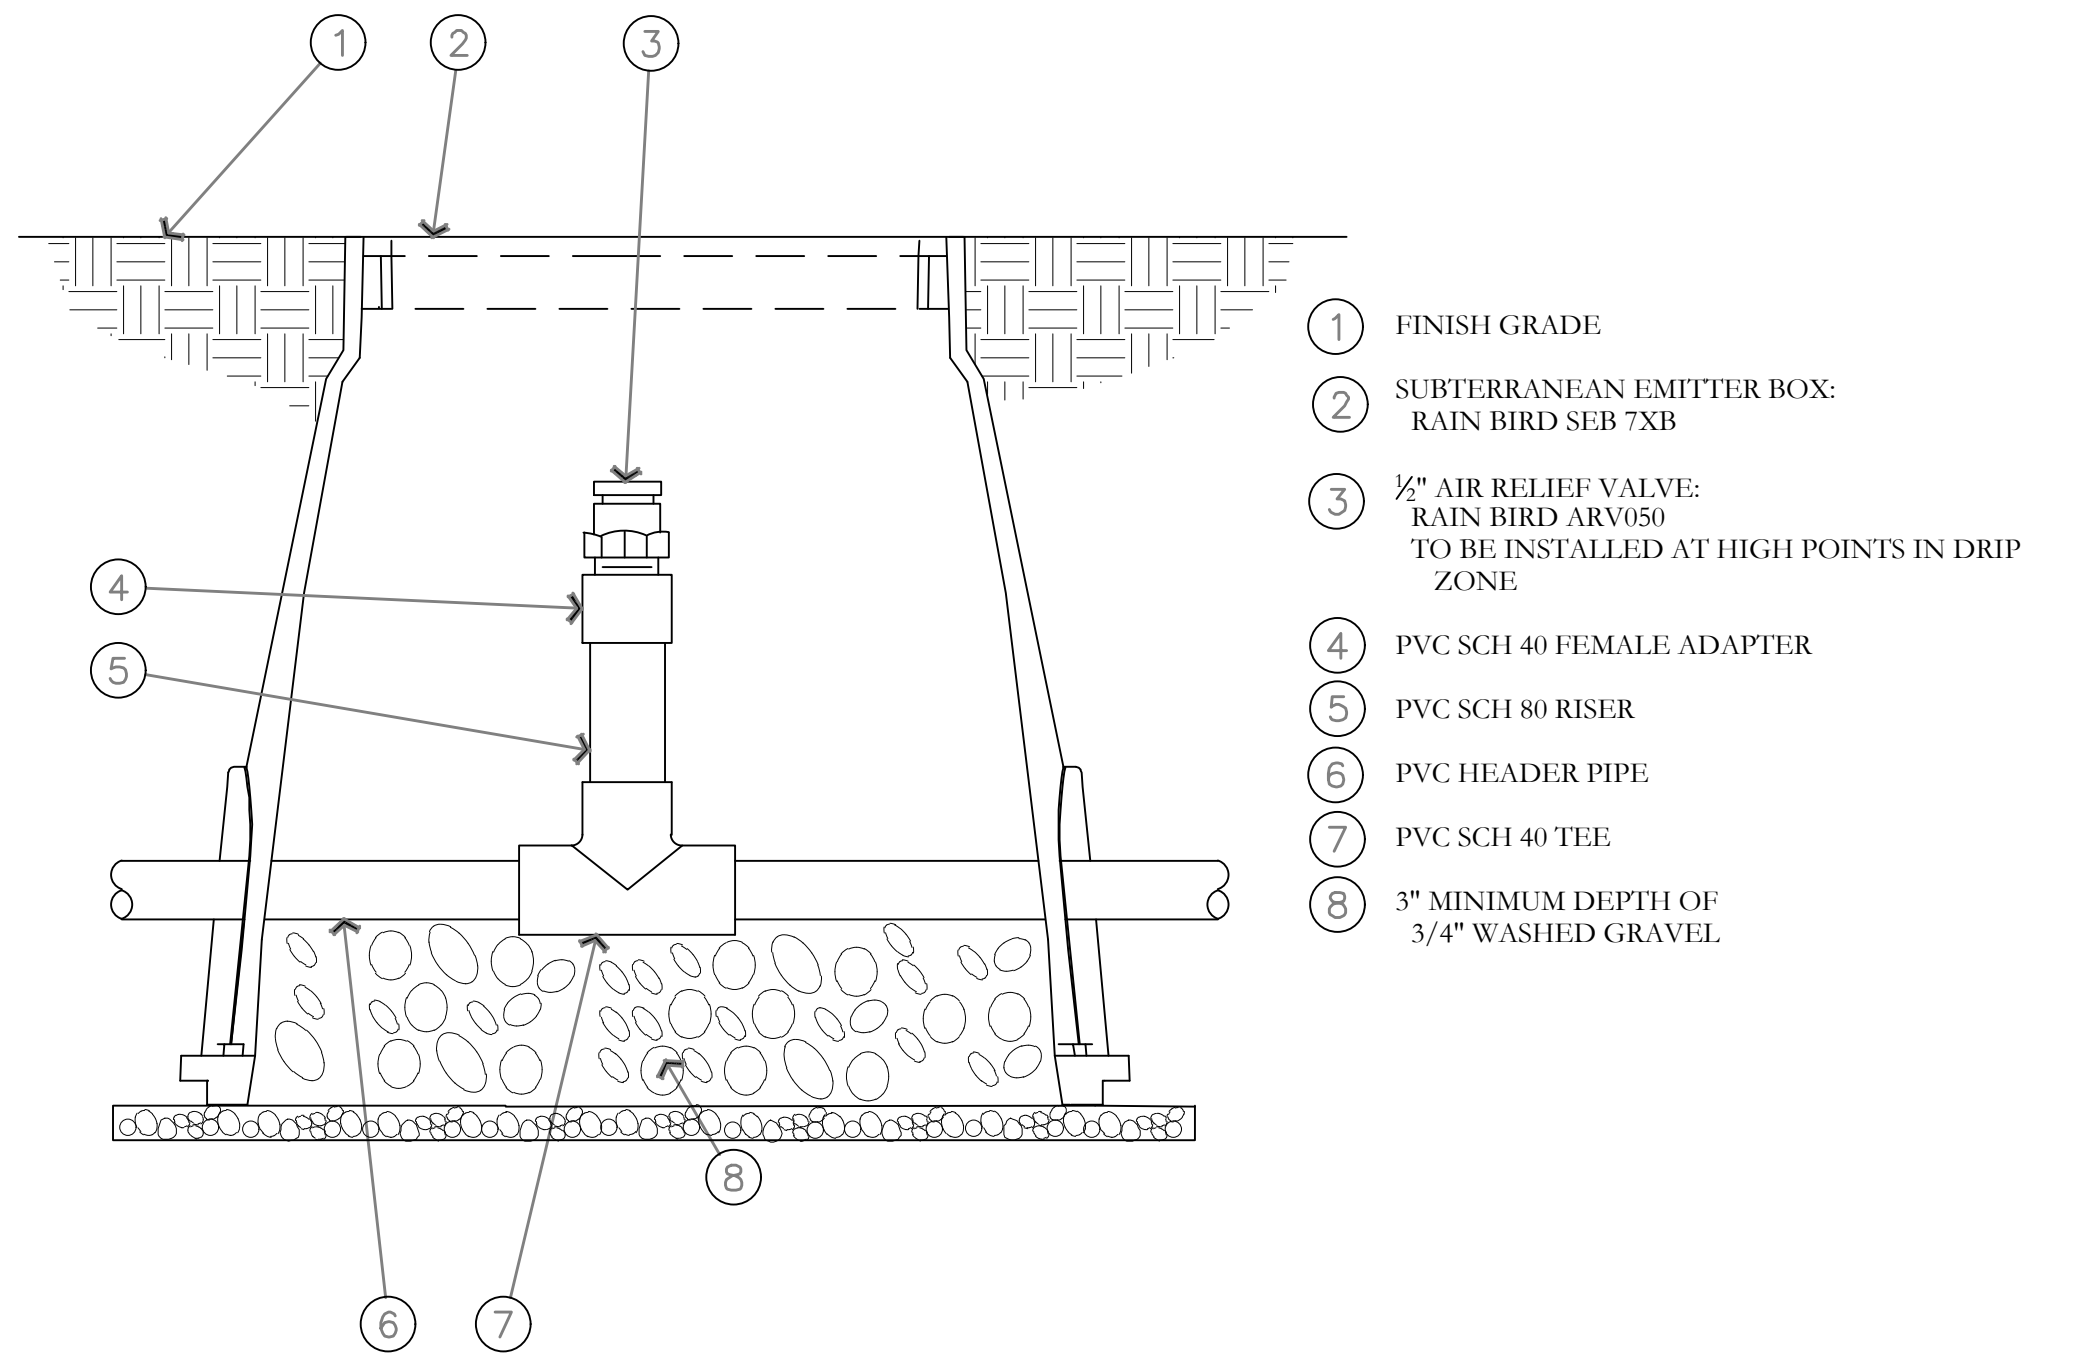 1 2 3
4
5
8
6 7
1 FINISH GRADE
2 SUBTERRANEAN EMITTER BOX:
RAIN BIRD SEB 7XB
3 ½" AIR RELIEF VALVE:
RAIN BIRD ARV050
TO BE INSTALLED AT HIGH POINTS IN DRIP
ZONE
4 PVC SCH 40 FEMALE ADAPTER
5 PVC SCH 80 RISER
6 PVC HEADER PIPE
7 PVC SCH 40 TEE
8 3" MINIMUM DEPTH OF
3/4" WASHED GRAVEL